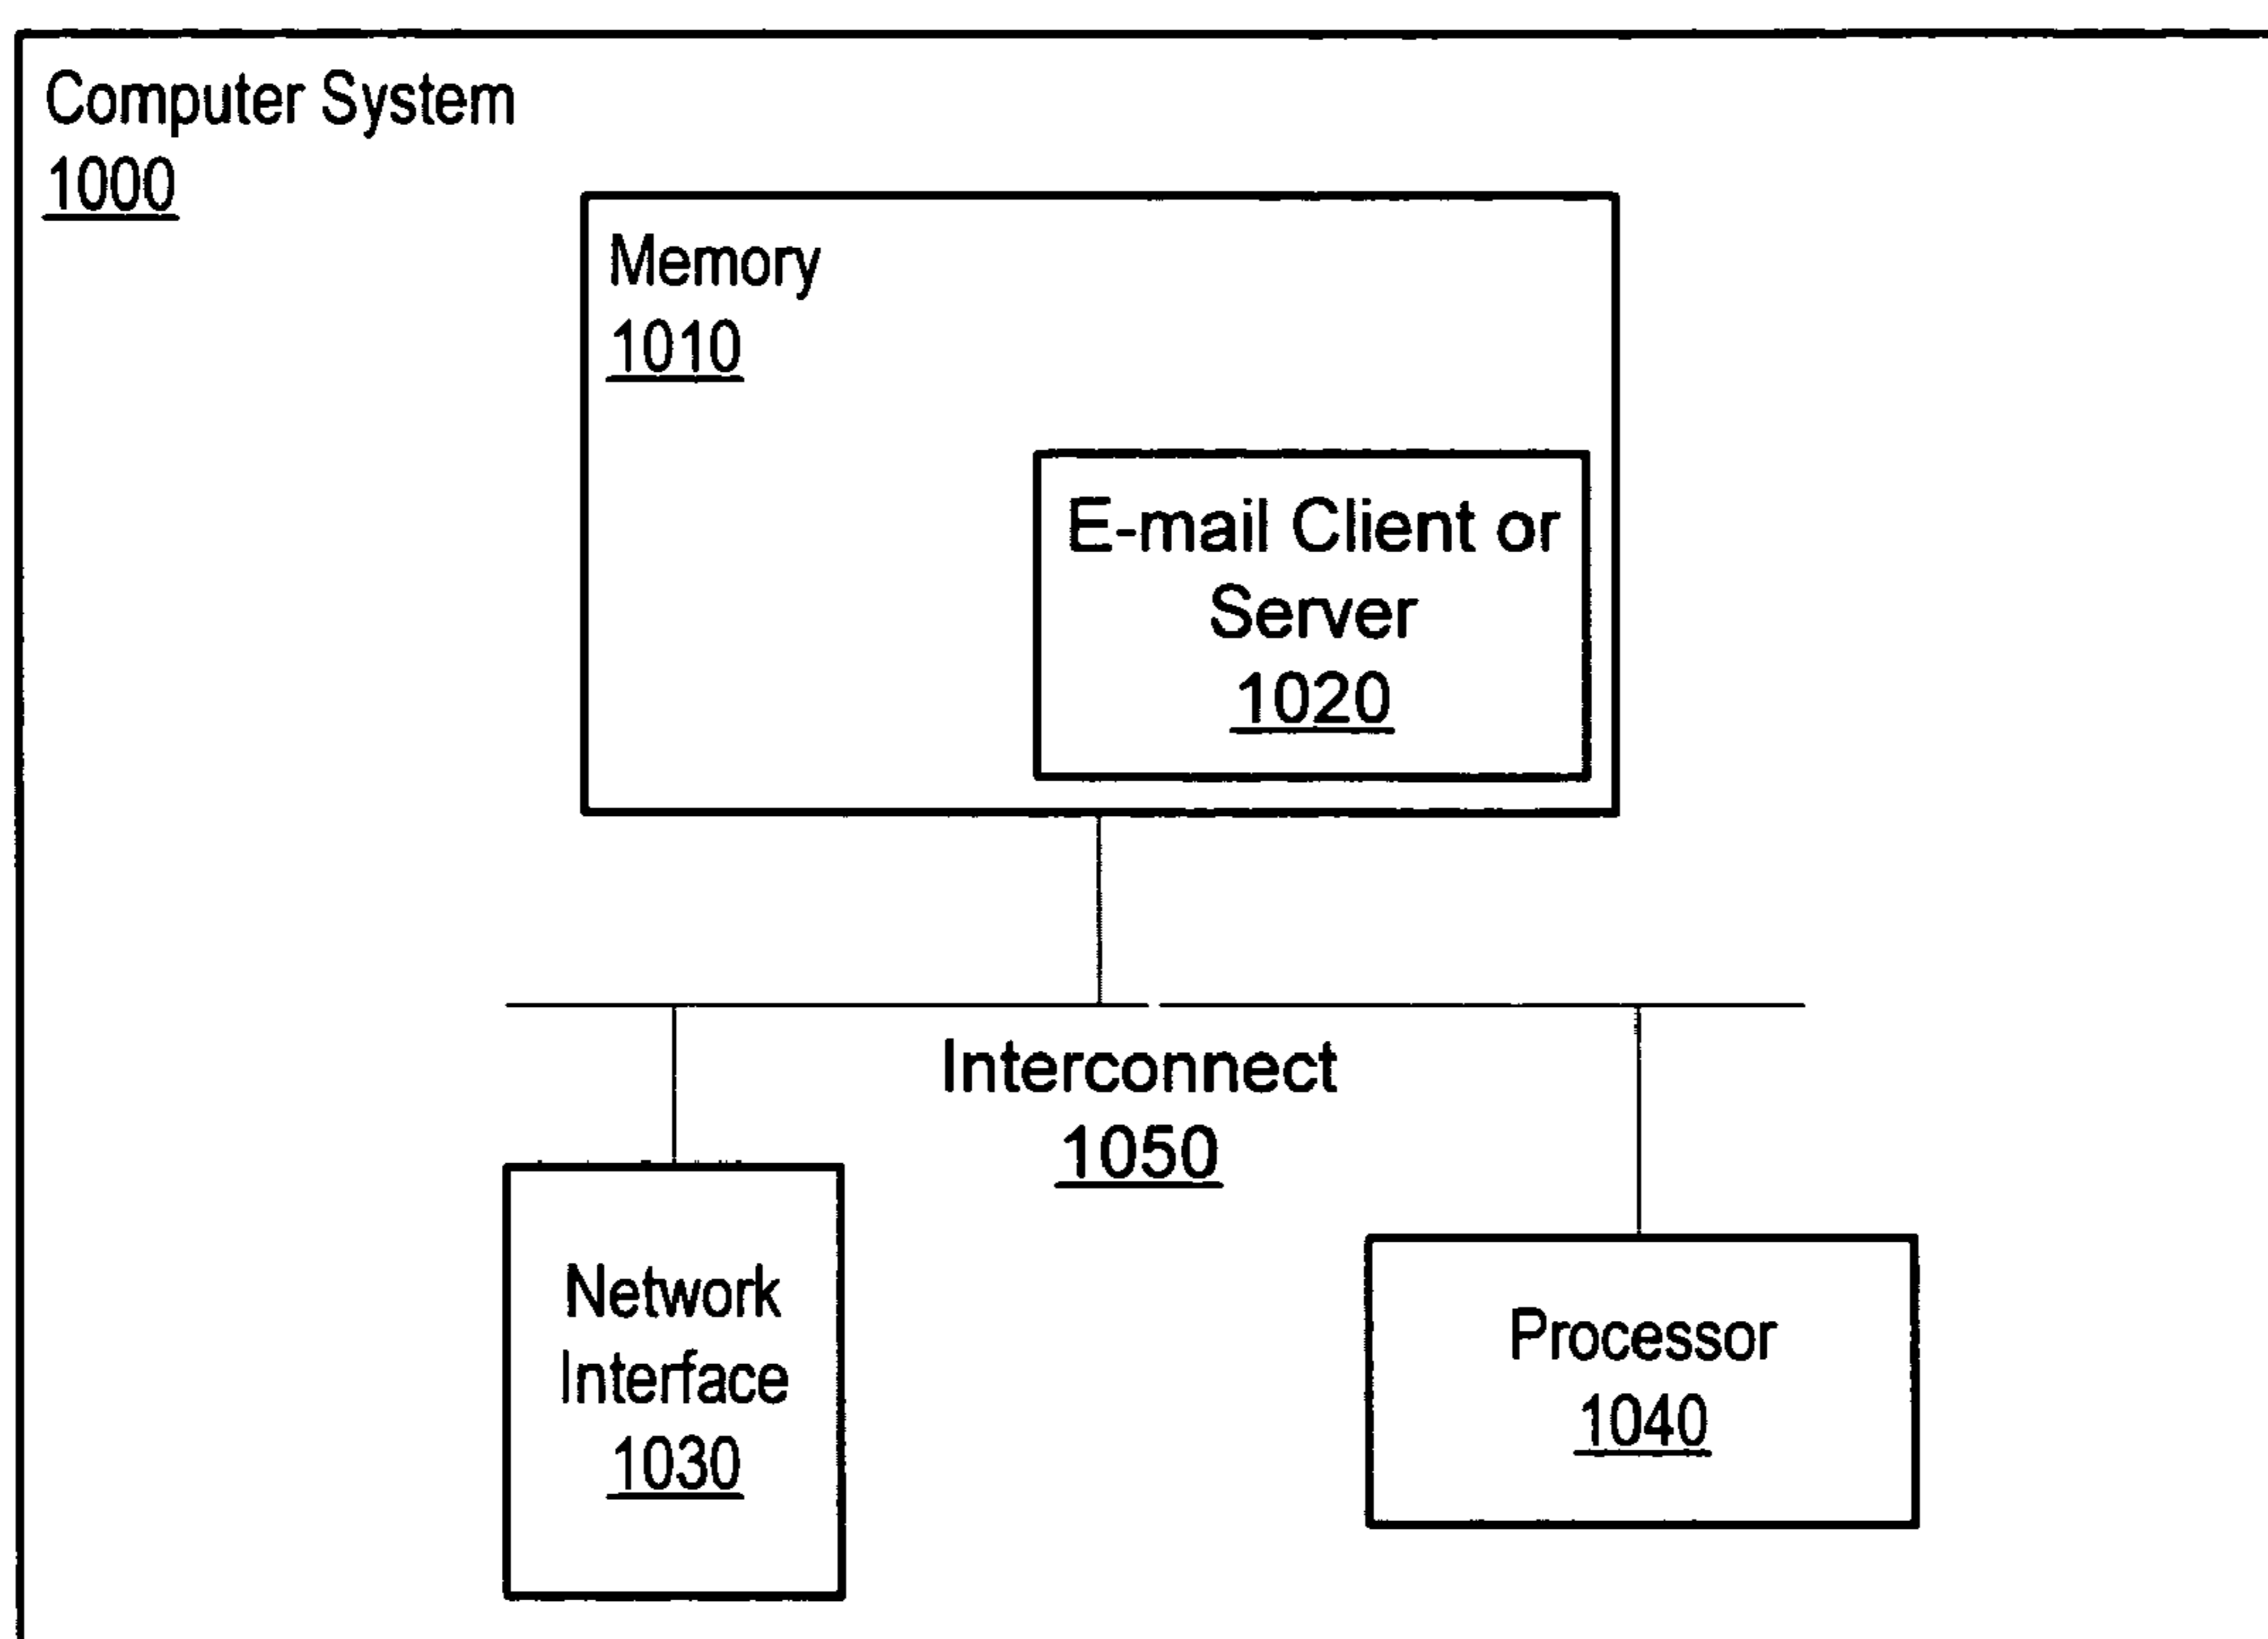 Computer System
1000
Memory
1010
E-mail Client or
Server
1020
Interconnect
1050
Network
Interface
1030
Processor
1040